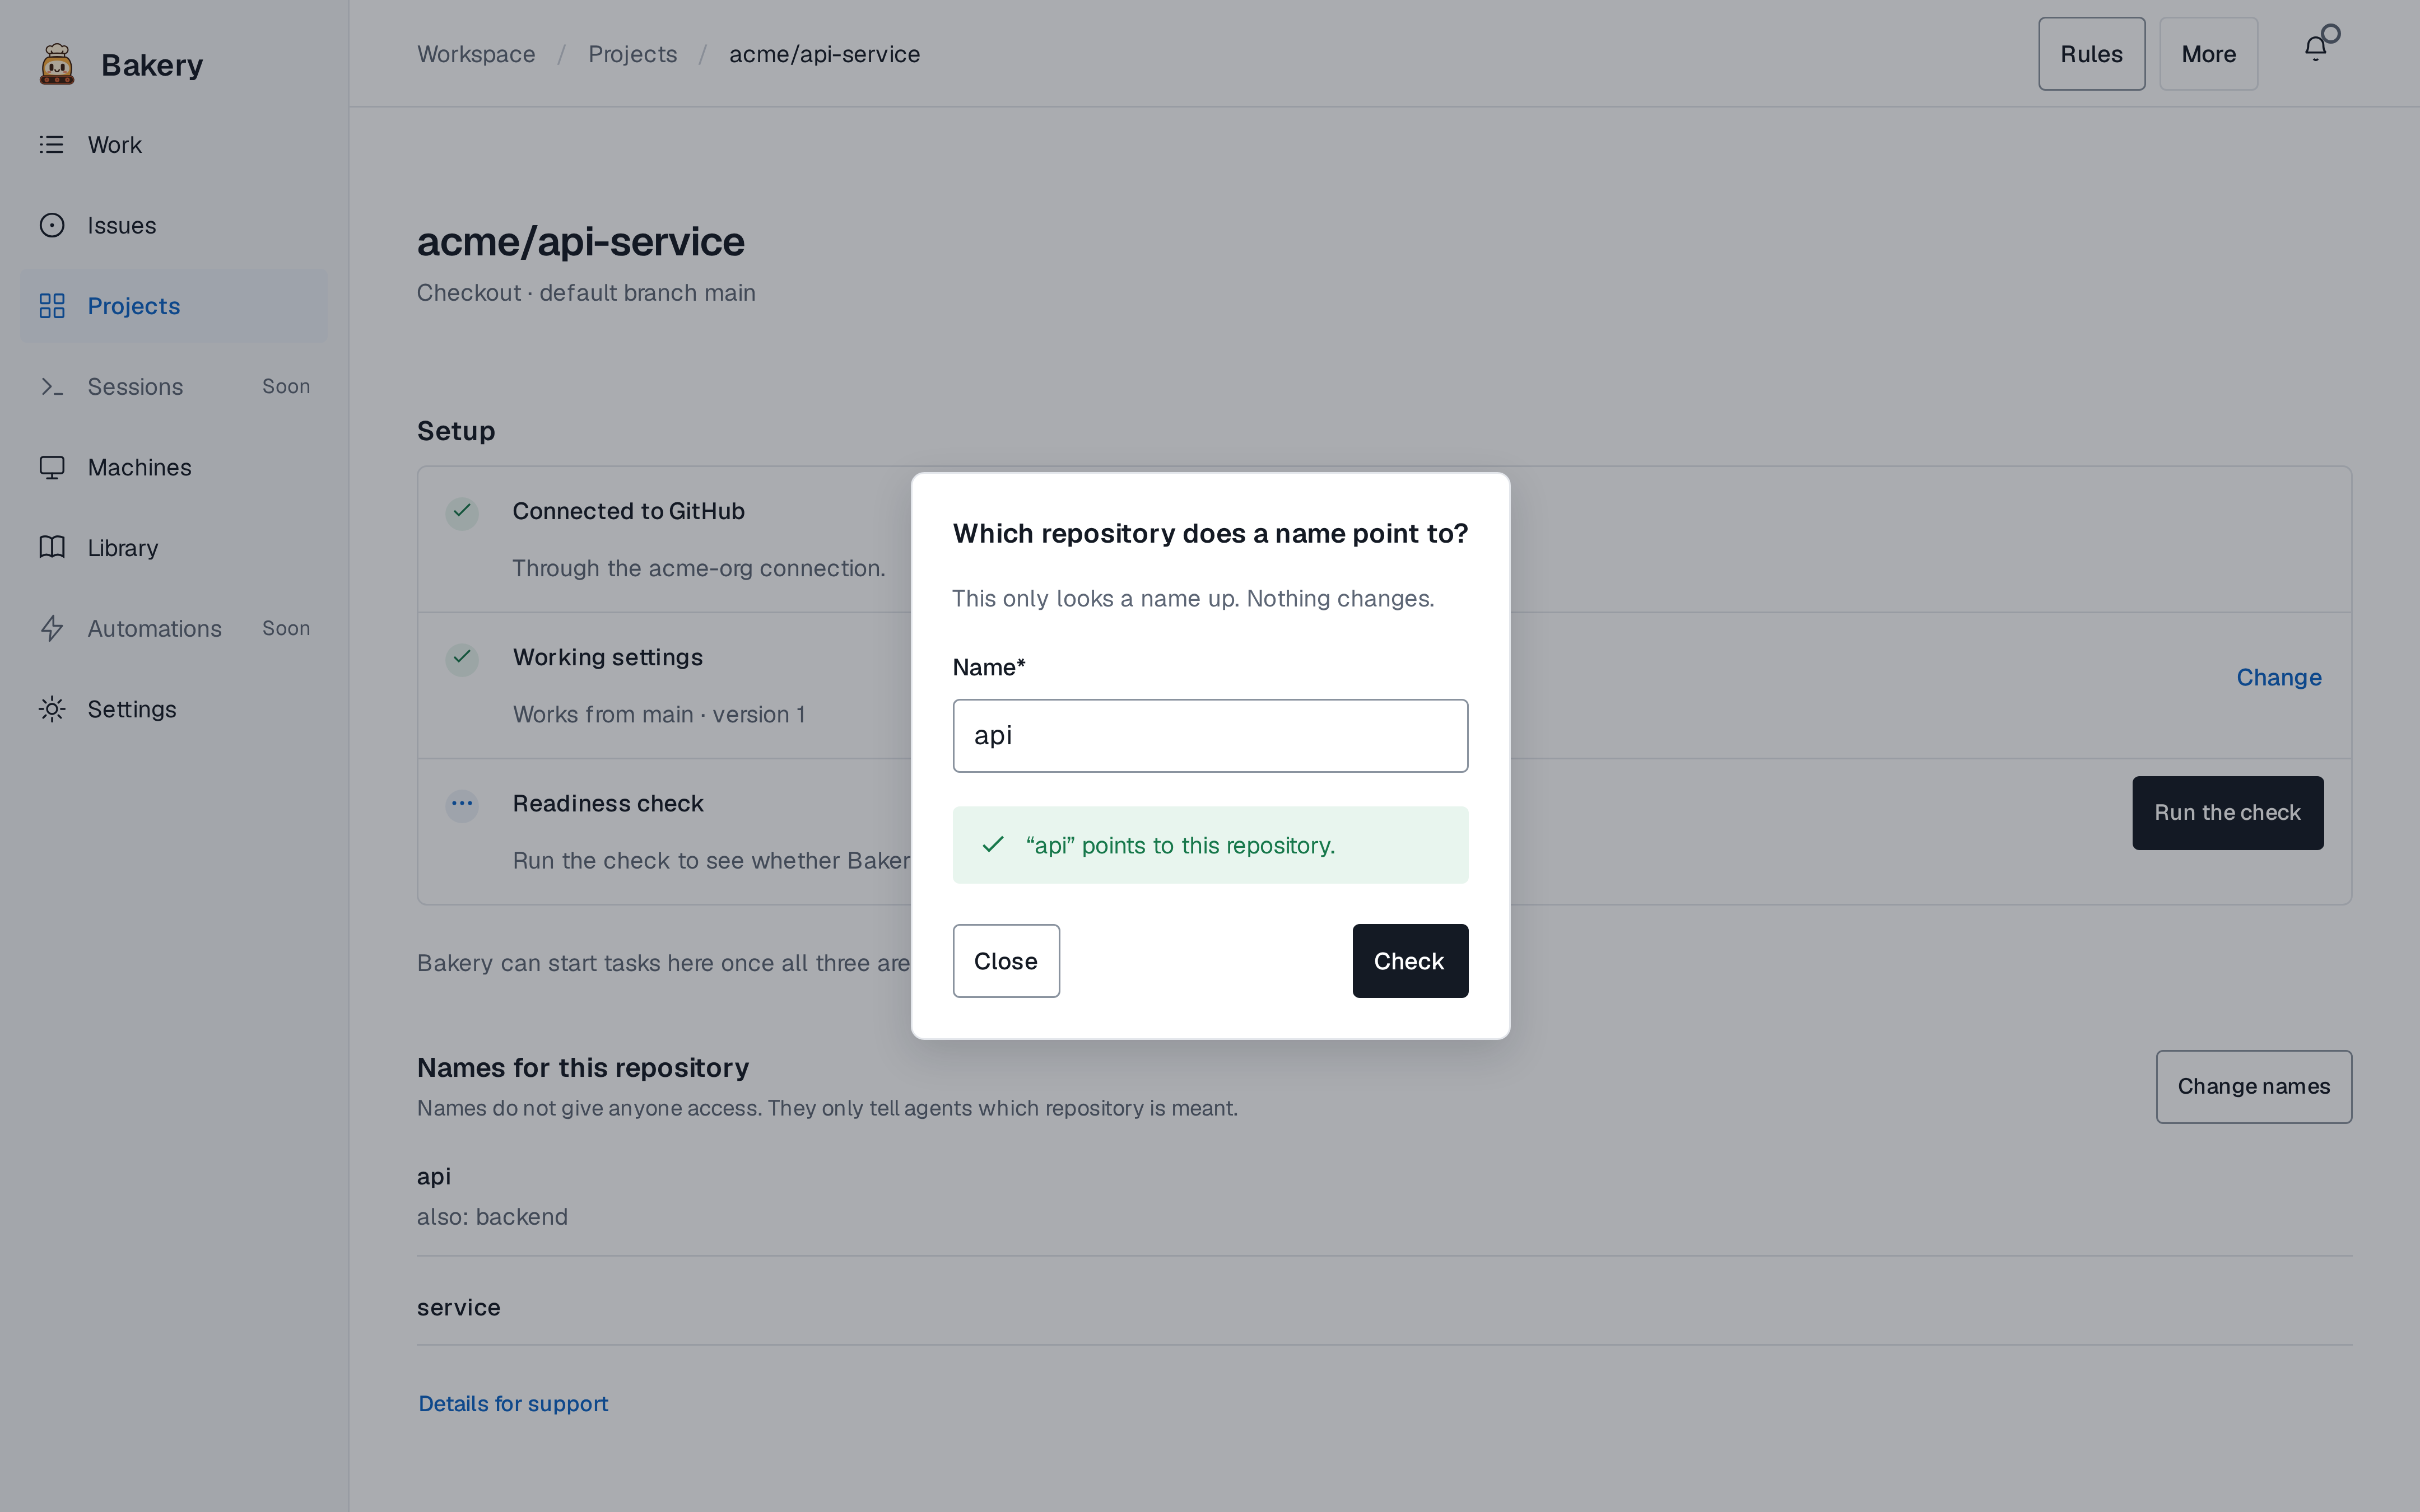 Bakery
Work
Issues
Projects
Sessions Soon
Machines
Library
Automations Soon
Settings
Workspace / Projects / acme/api-service
Rules
More
acme/api-service
Checkout · default branch main
Setup
Connected to GitHub
Through the acme-org connection.
Working settings
Works from main · version 1
Change
Readiness check
Run the check to see whether
Run the check
Bakery can start tasks here once all three are
Which repository does a name point to?
This only looks a name up. Nothing changes.
Name*
api
“api” points to this repository.
Close
Check
Names for this repository
Names do not give anyone access. They only tell agents which repository is meant.
Change names
api
also: backend
service
Details for support